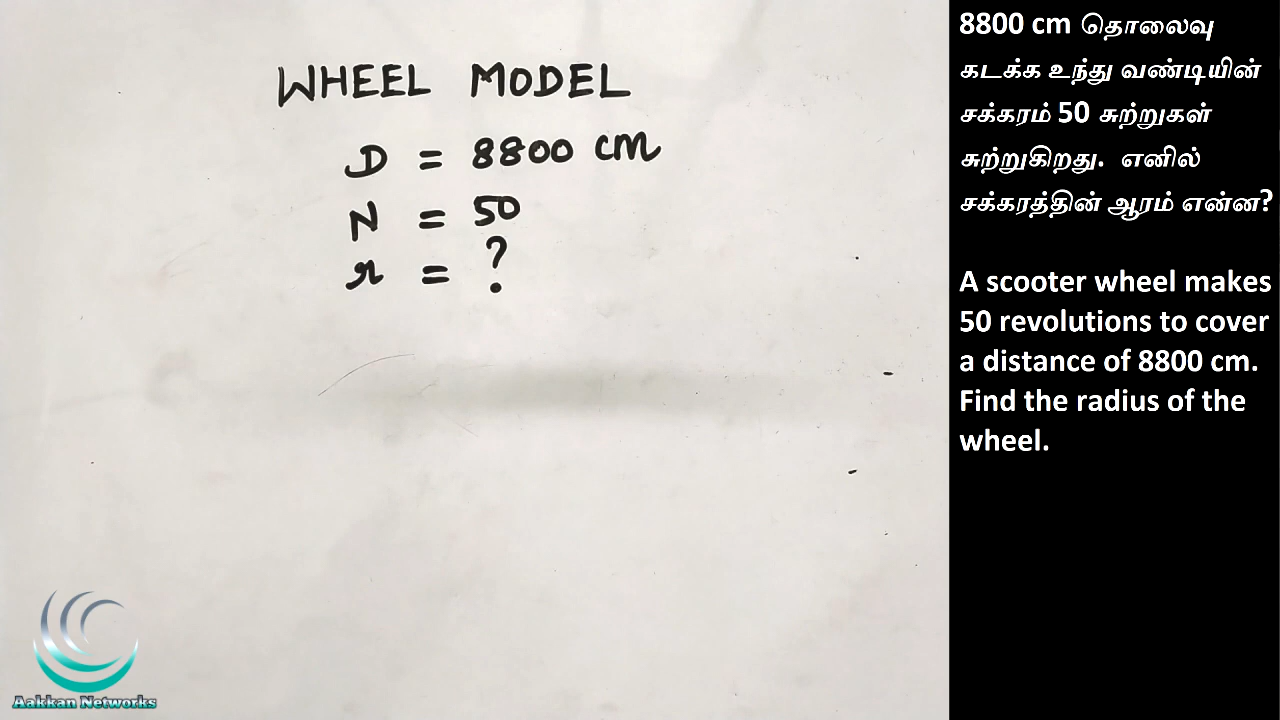 WHEEL MODEL
D = 8800 cm
N = 50
r = ?
8800 cm தொலைவு
கடக்க உந்து வண்டியின்
சக்கரம் 50 சுற்றுகள்
சுற்றுகிறது. எனில்
சக்கரத்தின் ஆரம் என்ன?
A scooter wheel makes
50 revolutions to cover
a distance of 8800 cm.
Find the radius of the
wheel.
Aakkan Networks